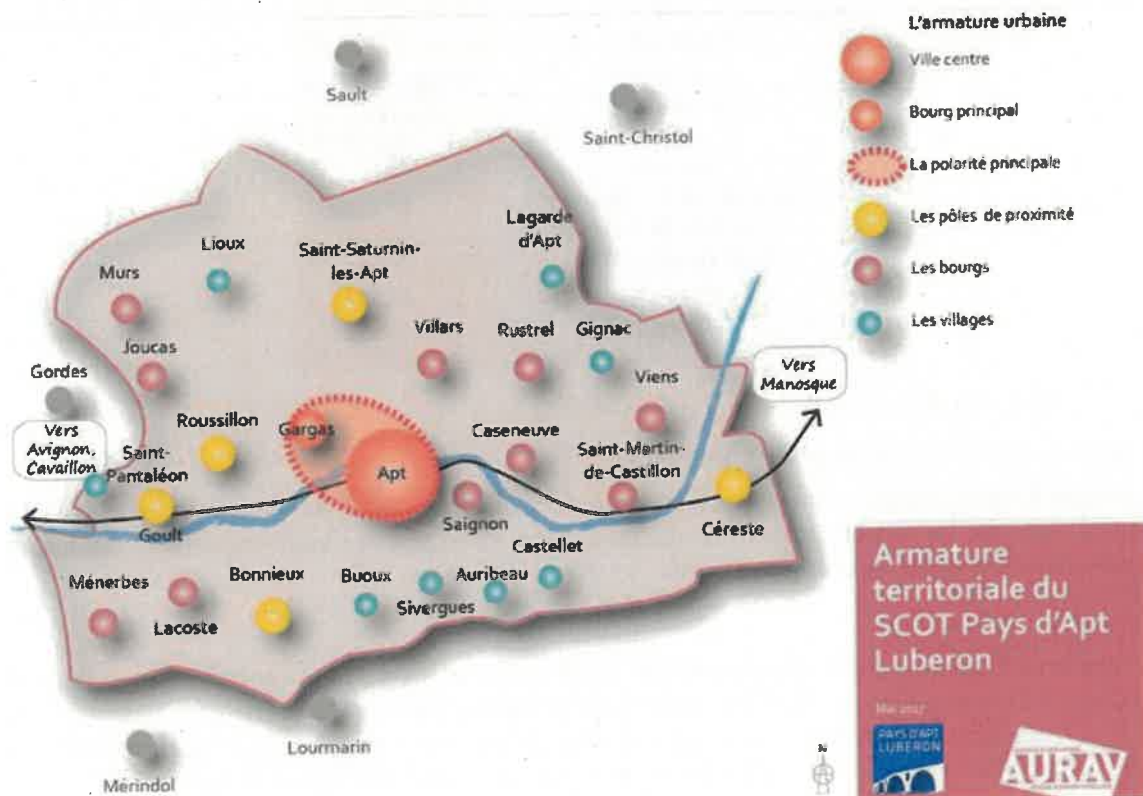 L'armature urbaine
Ville centre
Bourg principal
La polarité principale
Les pôles de proximité
Les bourgs
Les villages
Sault
Saint-Christol
Lagarde
d'Apt
Lioux
Saint-Saturnin-
les-Apt
Murs
Villars
Rustrel
Gignac
Joucas
Gordes
Viens
Vers
Manosque
Vers
Avignon,
Cavaillon
Roussillon
Gargas
Caseneuve
Saint-
Pantaléon
Apt
Saint-Martin-
de-Castillon
Goult
Saignon
Céreste
Castellet
Ménerbes
Bonnieux
Buoux
Auribeau
Sivergues
Lacoste
Lourmarin
Mérindol
N
Armature
territoriale du
SCOT Pays d'Apt
Luberon
Mai 2017
PAYS D'APT
LUBERON
AURAV